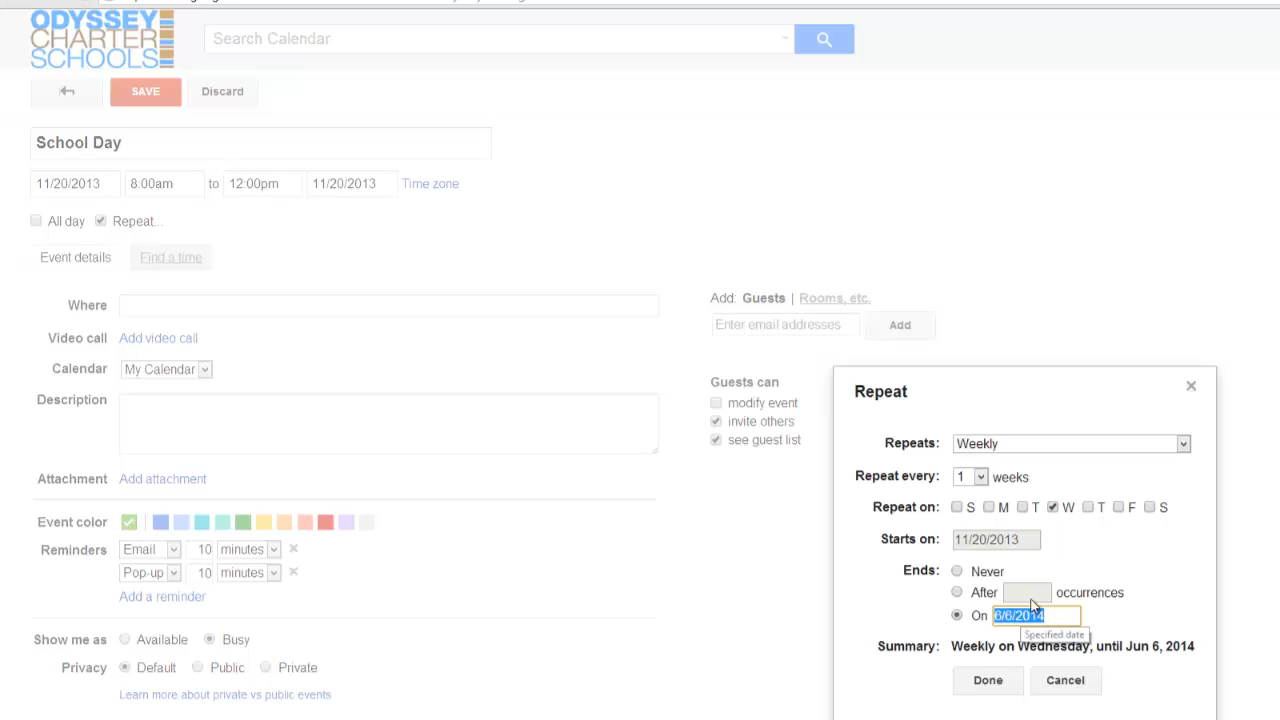 ODYSSEY
CHARTER
SCHOOLS
Search Calendar
SAVE Discard
School Day
11/20/2013 8:00am to 12:00pm 11/20/2013 Time zone
All day Repeat...
Event details Find a time
Where
Video call Add video call
Calendar My Calendar
Description
Attachment Add attachment
Event color
Reminders Email 10 minutes
Pop-up 10 minutes
Add a reminder
Show me as Available Busy
Privacy Default Public Private
Learn more about private vs public events
Add: Guests | Rooms, etc.
Enter email addresses Add
Guests can
modify event
invite others
see guest list
Repeat
Repeats: Weekly
Repeat every: 1 weeks
Repeat on: S M T W T F S
Starts on: 11/20/2013
Ends: Never
After occurrences
On 6/6/2014
Specified date
Summary: Weekly on Wednesday, until Jun 6, 2014
Done Cancel